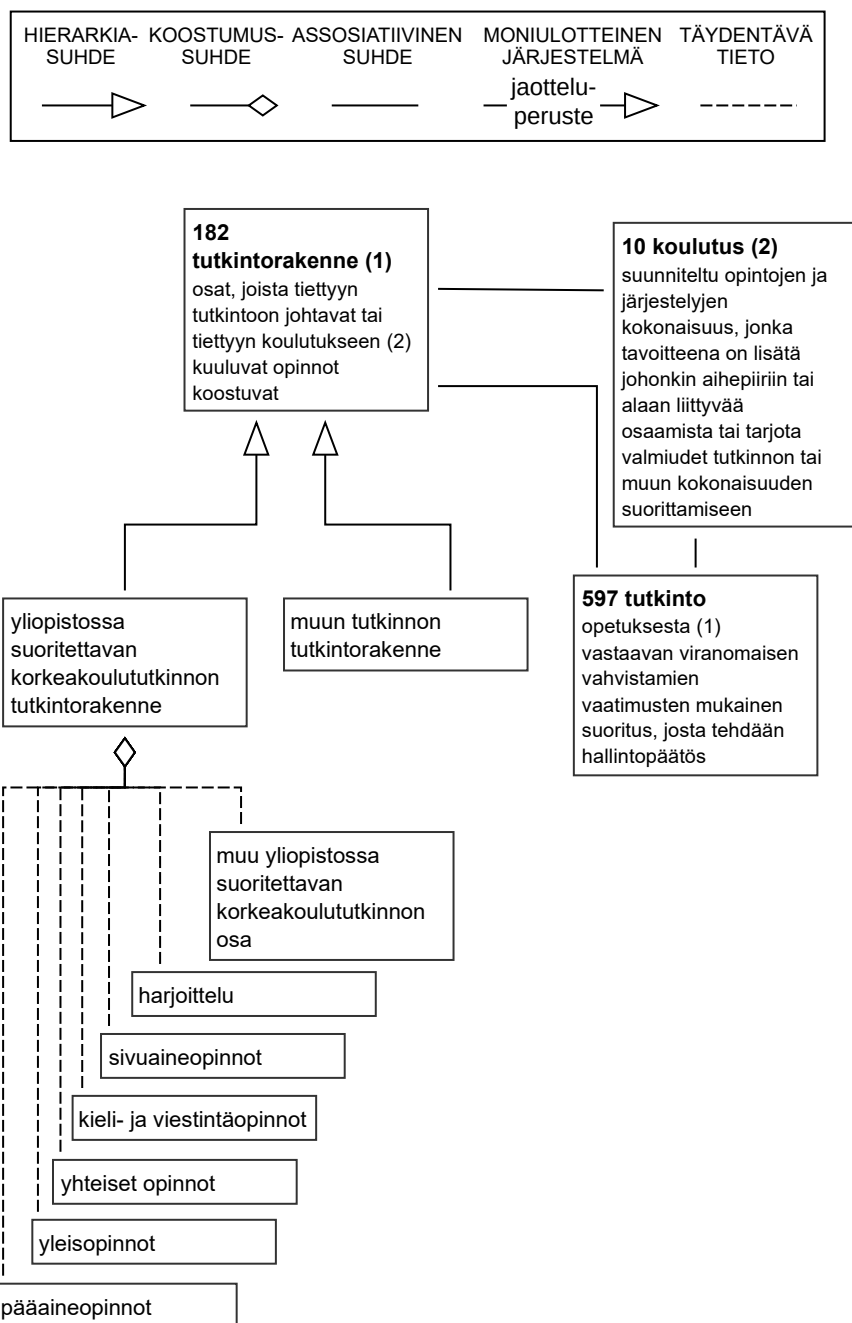 HIERARKIA-
SUHDE
KOOSTUMUS-
SUHDE
ASSOSIATIIVINEN
SUHDE
MONIULOTTEINEN
JÄRJESTELMÄ
jaottelu-
peruste
TÄYDENTÄVÄ
TIETO
182
tutkintorakenne (1)
osat, joista tiettyyn
tutkintoon johtavat tai
tiettyyn koulutukseen (2)
kuuluvat opinnot
koostuvat
10 koulutus (2)
suunniteltu opintojen ja
järjestelyjen
kokonaisuus, jonka
tavoitteena on lisätä
johonkin aihepiiriin tai
alaan liittyvää
osaamista tai tarjota
valmiudet tutkinnon tai
muun kokonaisuuden
suorittamiseen
yliopistossa
suoritettavan
korkeakoulututkinnon
tutkintorakenne
muun tutkinnon
tutkintorakenne
597 tutkinto
opetuksesta (1)
vastaavan viranomaisen
vahvistamien
vaatimusten mukainen
suoritus, josta tehdään
hallintopäätös
muu yliopistossa
suoritettavan
korkeakoulututkinnon
osa
harjoittelu
sivuaineopinnot
kieli- ja viestintäopinnot
yhteiset opinnot
yleisopinnot
pääaineopinnot